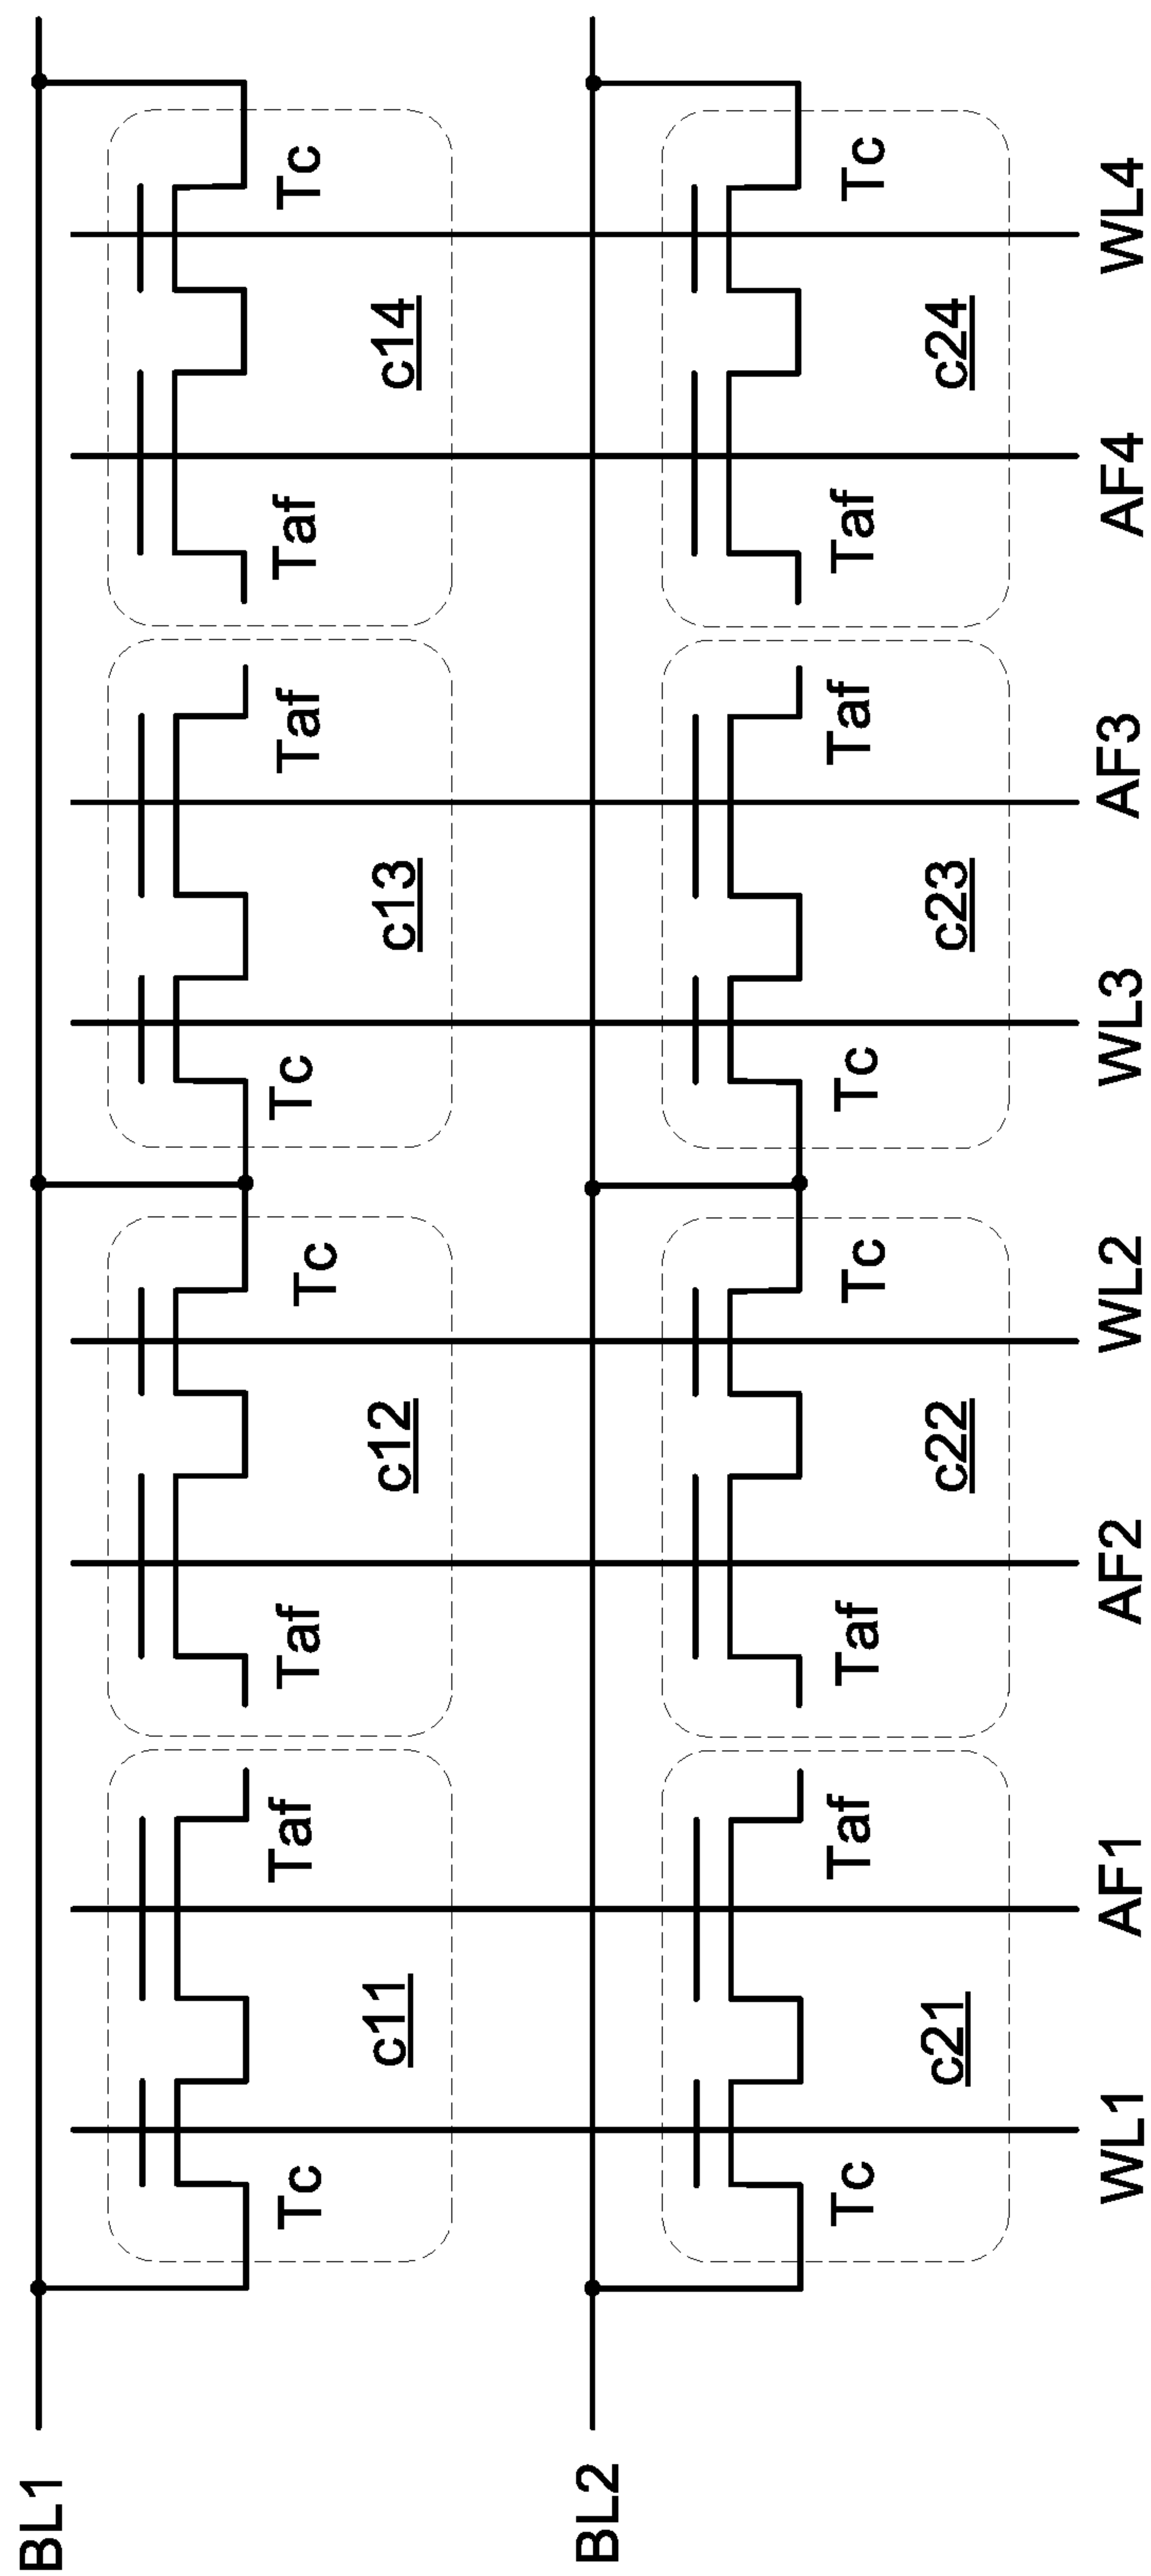 BL1
Tc Taf Taf Tc Tc Taf Taf Tc
c11 c12 c13 c14
BL2
Tc Taf Taf Tc Tc Taf Taf Tc
c21 c22 c23 c24
WL1 AF1 AF2 WL2 WL3 AF3 AF4 WL4